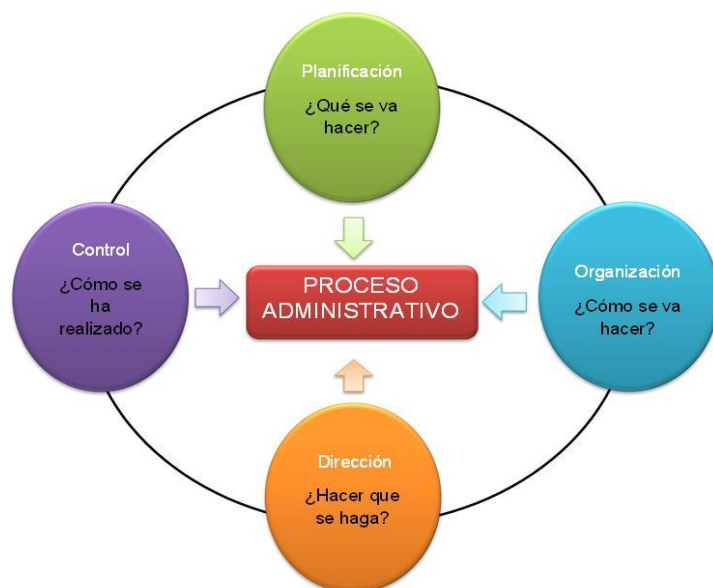 Planificación
¿Qué se va
hacer?
Control
¿Cómo se
ha
realizado?
PROCESO
ADMINISTRATIVO
Organización
¿Cómo se va
hacer?
Dirección
¿Hacer que
se haga?